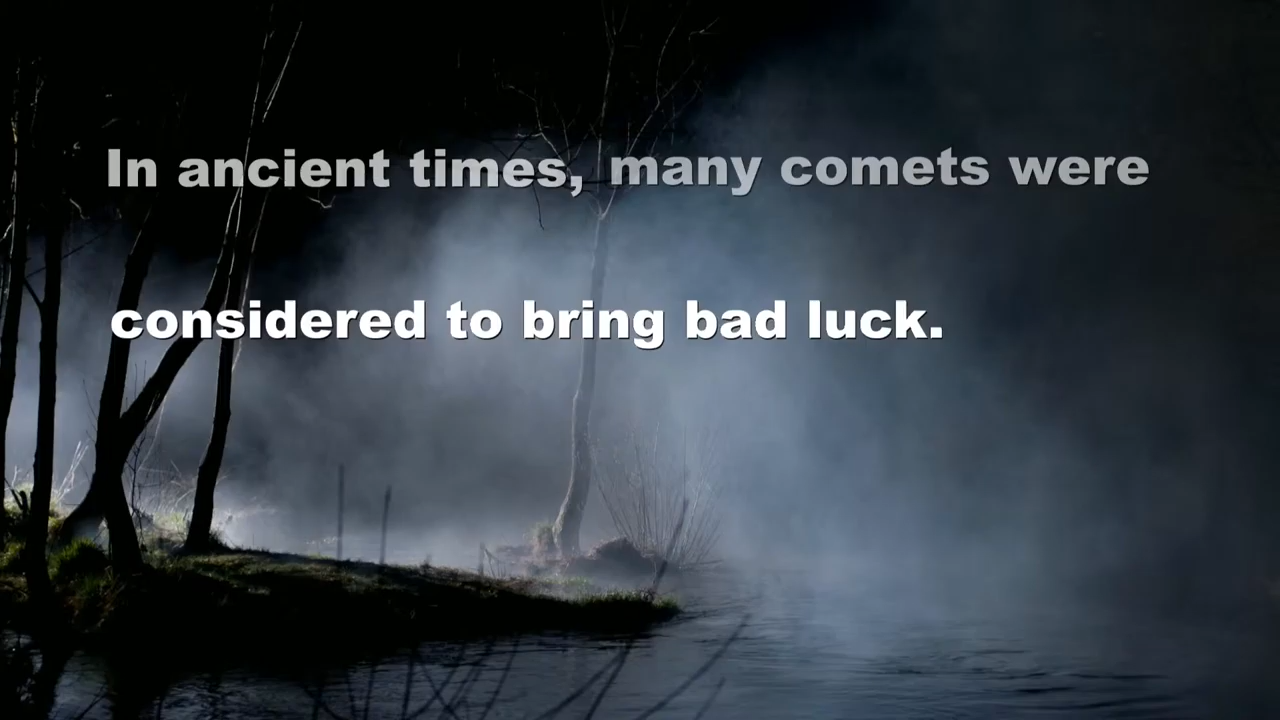 In ancient times, many comets were
considered to bring bad luck.